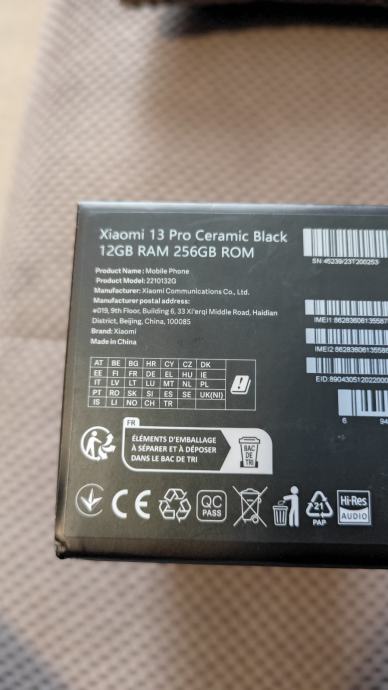 Xiaomi 13 Pro Ceramic Black
12GB RAM 256GB ROM
Product Name: Mobile Phone
Product Model: 2210132G
Manufacturer: Xiaomi Communications Co., Ltd.
Manufacturer postal address:
#019, 9th Floor, Building 6, 33 Xi'erqi Middle Road, Haidian
District, Beijing, China, 100085
Brand: Xiaomi
Made in China
SN:45239/23T200253
AT BE BG HR CY CZ DK
EE FI FR DE EL HU IE
IT LV LT LU MT NL PL
PT RO SK SI ES SE UK(NI)
IS LI NO CH TR
FR
ÉLÉMENTS D'EMBALLAGE
À SÉPARER ET À DÉPOSER
DANS LE BAC DE TRI
BAC
DE
TRI
CE
QC
PASS
21
PAP
Hi-Res
AUDIO